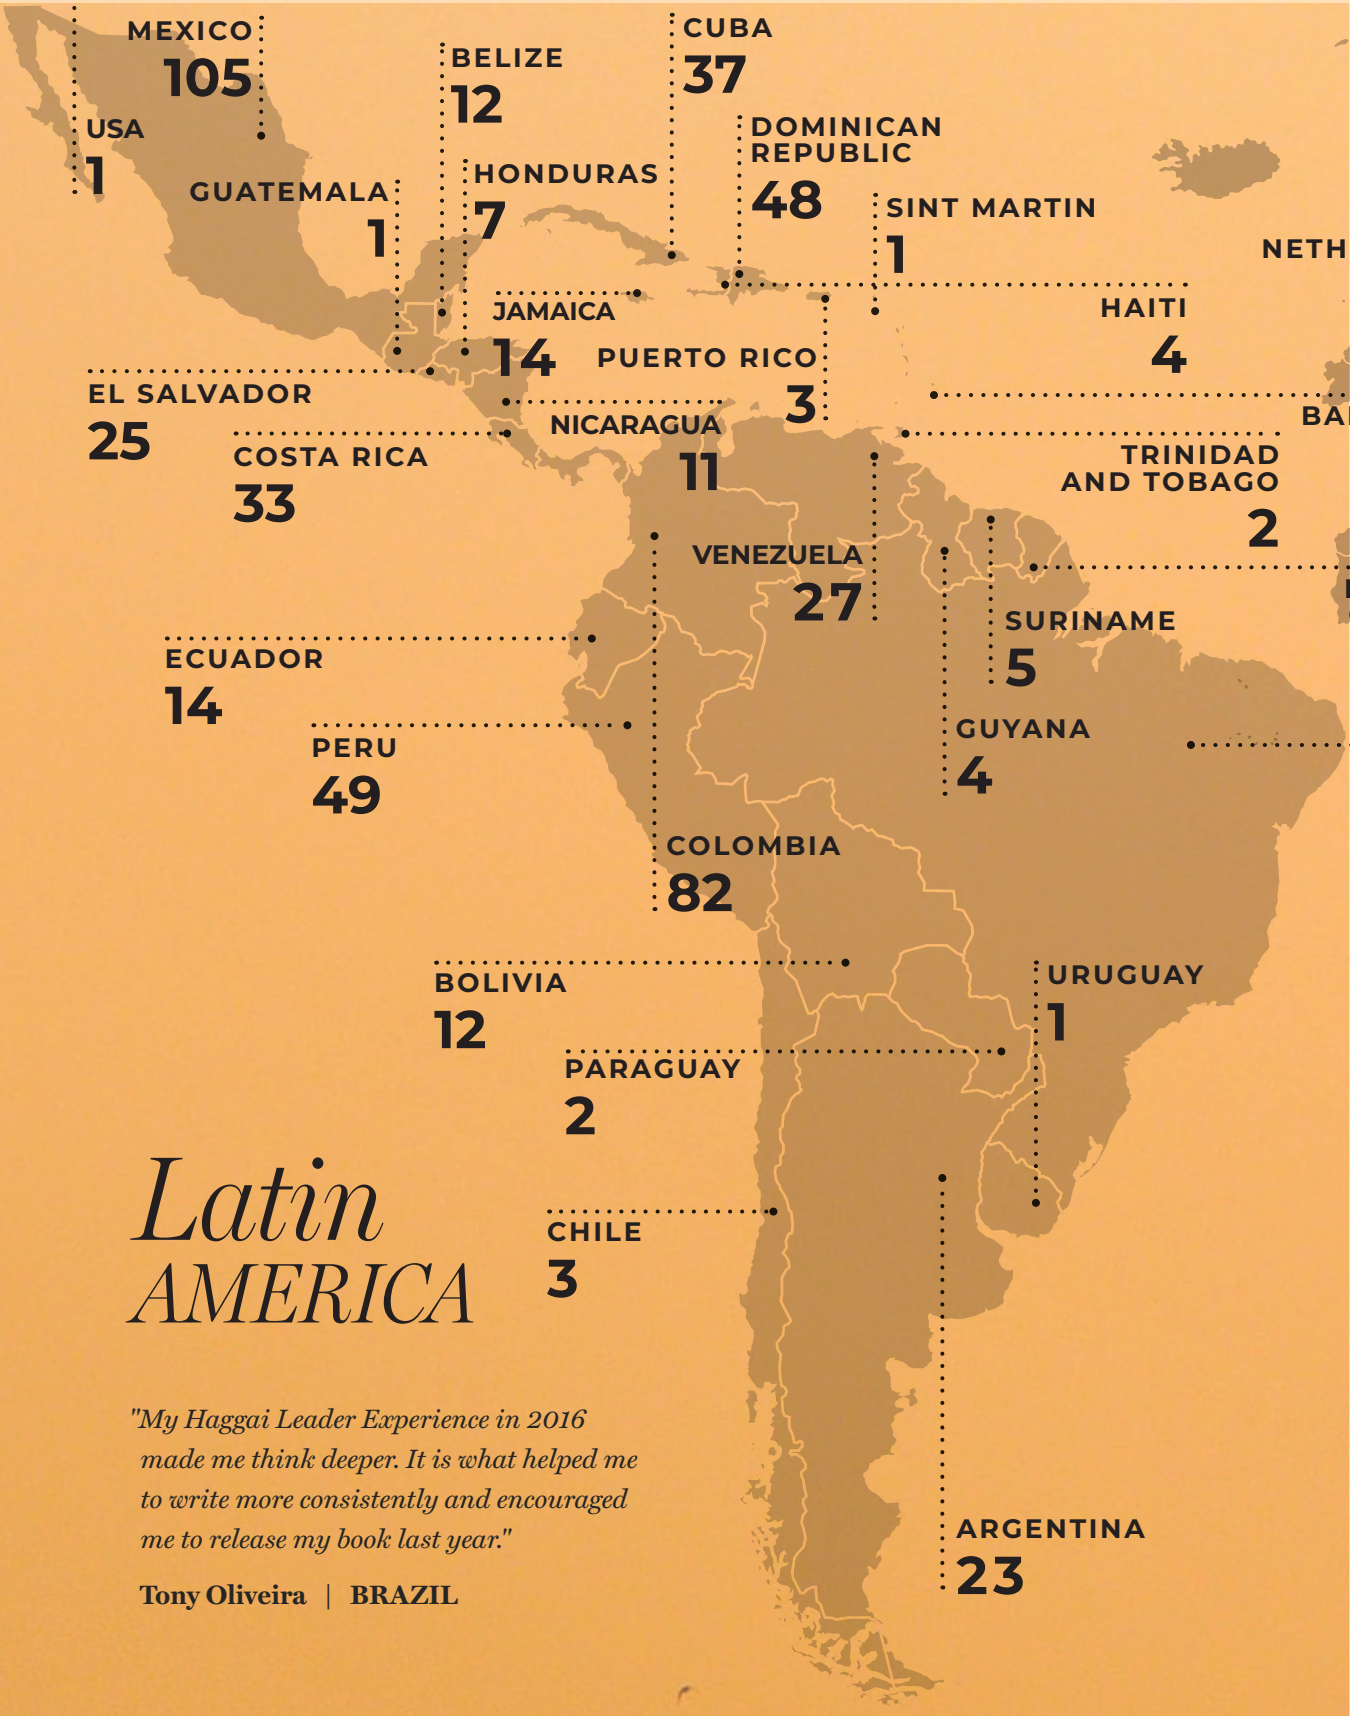 MEXICO
105
USA
1
GUATEMALA
1
BELIZE
12
HONDURAS
7
CUBA
37
DOMINICAN
REPUBLIC
48
SINT MARTIN
1
NETH
JAMAICA
14
HAITI
4
PUERTO RICO
3
EL SALVADOR
25
COSTA RICA
33
NICARAGUA
11
BA
TRINIDAD
AND TOBAGO
2
VENEZUELA
27
SURINAME
5
ECUADOR
14
PERU
49
GUYANA
4
COLOMBIA
82
BOLIVIA
12
URUGUAY
1
PARAGUAY
2
CHILE
3
Latin
AMERICA
"My Haggai Leader Experience in 2016
made me think deeper. It is what helped me
to write more consistently and encouraged
me to release my book last year."
Tony Oliveira | BRAZIL
ARGENTINA
23